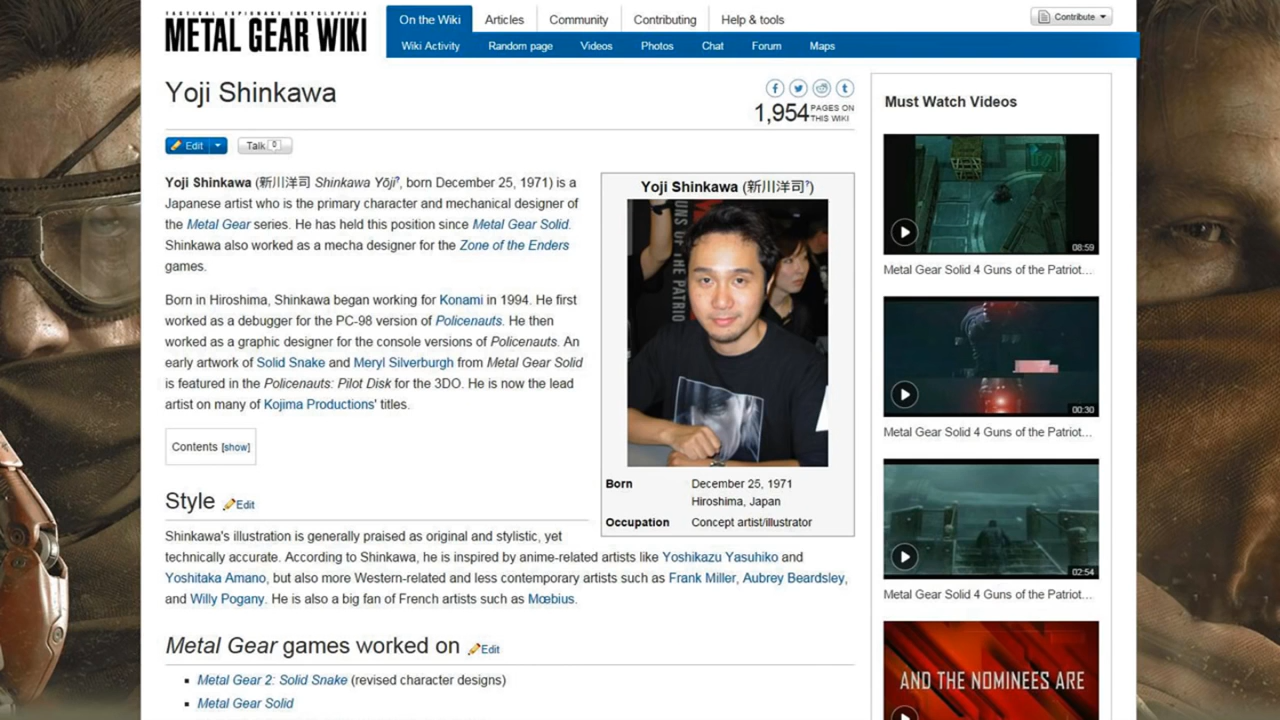 TACTICAL ESPIONAGE ENCYCLOPEDIA
METAL GEAR WIKI
On the Wiki
Articles
Community
Contributing
Help & tools
Contribute
Wiki Activity
Random page
Videos
Photos
Chat
Forum
Maps
Yoji Shinkawa
1,954 PAGES ON
THIS WIKI
Edit
Talk 0
Yoji Shinkawa (新川洋司 Shinkawa Yōji?, born December 25, 1971) is a
Japanese artist who is the primary character and mechanical designer of
the Metal Gear series. He has held this position since Metal Gear Solid.
Shinkawa also worked as a mecha designer for the Zone of the Enders
games.
Born in Hiroshima, Shinkawa began working for Konami in 1994. He first
worked as a debugger for the PC-98 version of Policenauts. He then
worked as a graphic designer for the console versions of Policenauts. An
early artwork of Solid Snake and Meryl Silverburgh from Metal Gear Solid
is featured in the Policenauts: Pilot Disk for the 3DO. He is now the lead
artist on many of Kojima Productions' titles.
Contents [show]
Yoji Shinkawa (新川洋司?)
GUNS OF THE PATRIO
Born
December 25, 1971
Hiroshima, Japan
Occupation
Concept artist/illustrator
Style Edit
Shinkawa's illustration is generally praised as original and stylistic, yet
technically accurate. According to Shinkawa, he is inspired by anime-related artists like Yoshikazu Yasuhiko and
Yoshitaka Amano, but also more Western-related and less contemporary artists such as Frank Miller, Aubrey Beardsley,
and Willy Pogany. He is also a big fan of French artists such as Mœbius.
Metal Gear games worked on Edit
Metal Gear 2: Solid Snake (revised character designs)
Metal Gear Solid
Must Watch Videos
08:59
Metal Gear Solid 4 Guns of the Patriot...
00:30
Metal Gear Solid 4 Guns of the Patriot...
02:54
Metal Gear Solid 4 Guns of the Patriot...
AND THE NOMINEES ARE